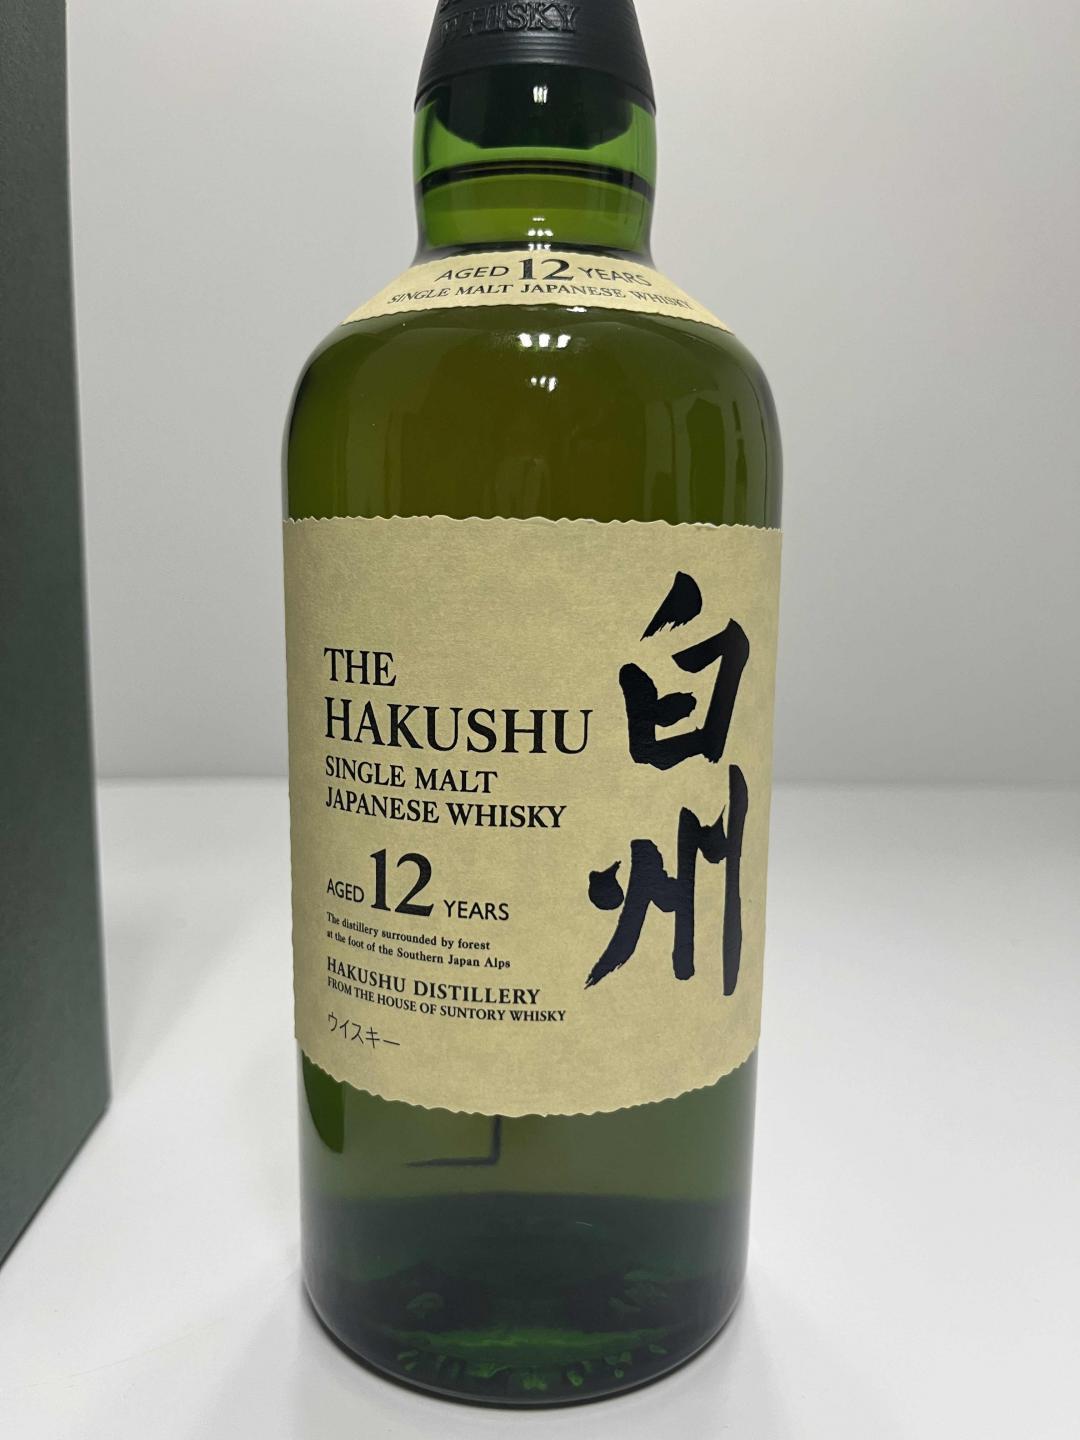 WHISKY
AGED 12 YEARS
SINGLE MALT JAPANESE WHISKY
白州
THE
HAKUSHU
SINGLE MALT
JAPANESE WHISKY
AGED 12 YEARS
The distillery surrounded by forest
at the foot of the Southern Japan Alps
HAKUSHU DISTILLERY
FROM THE HOUSE OF SUNTORY WHISKY
ウイスキー